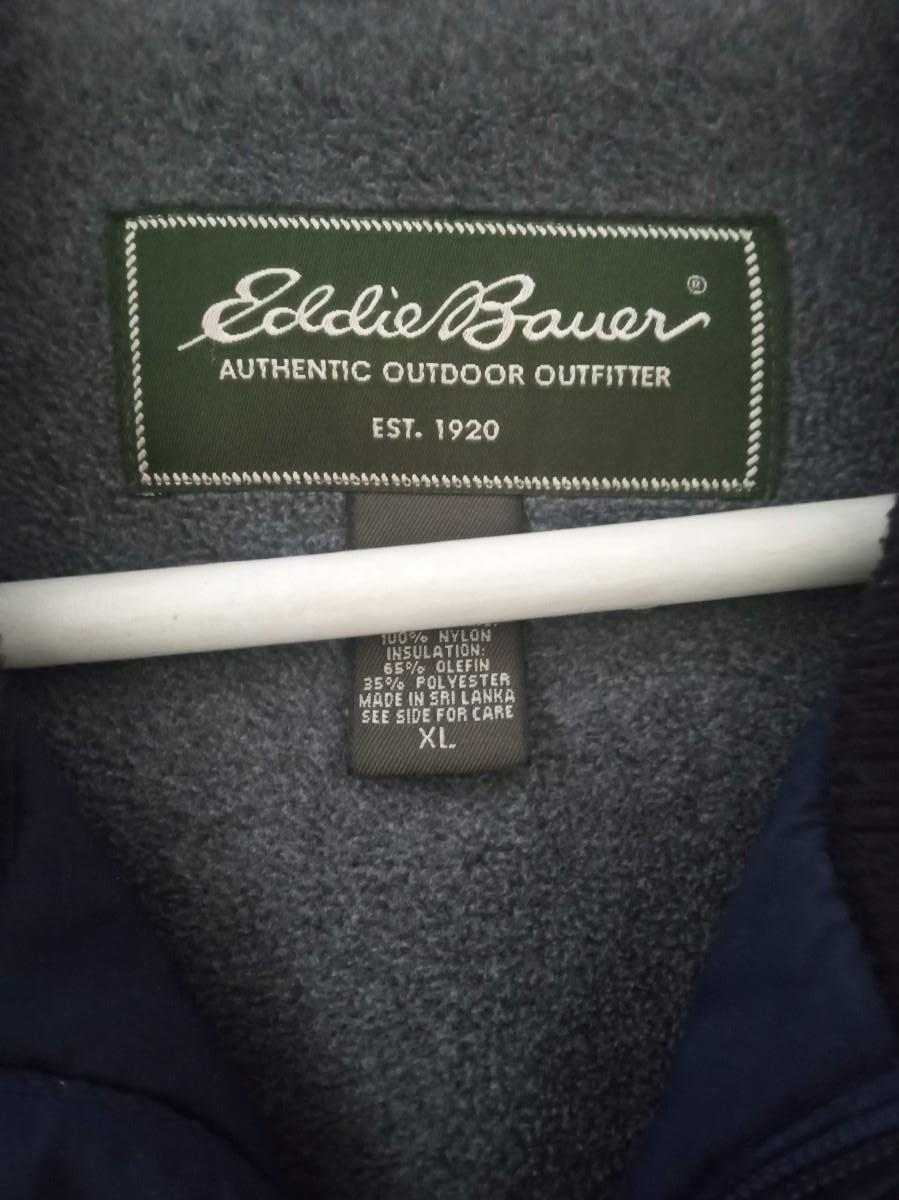 Eddie Bauer®
AUTHENTIC OUTDOOR OUTFITTER
EST. 1920
100% NYLON
INSULATION:
65% OLEFIN
35% POLYESTER
MADE IN SRI LANKA
SEE SIDE FOR CARE
XL